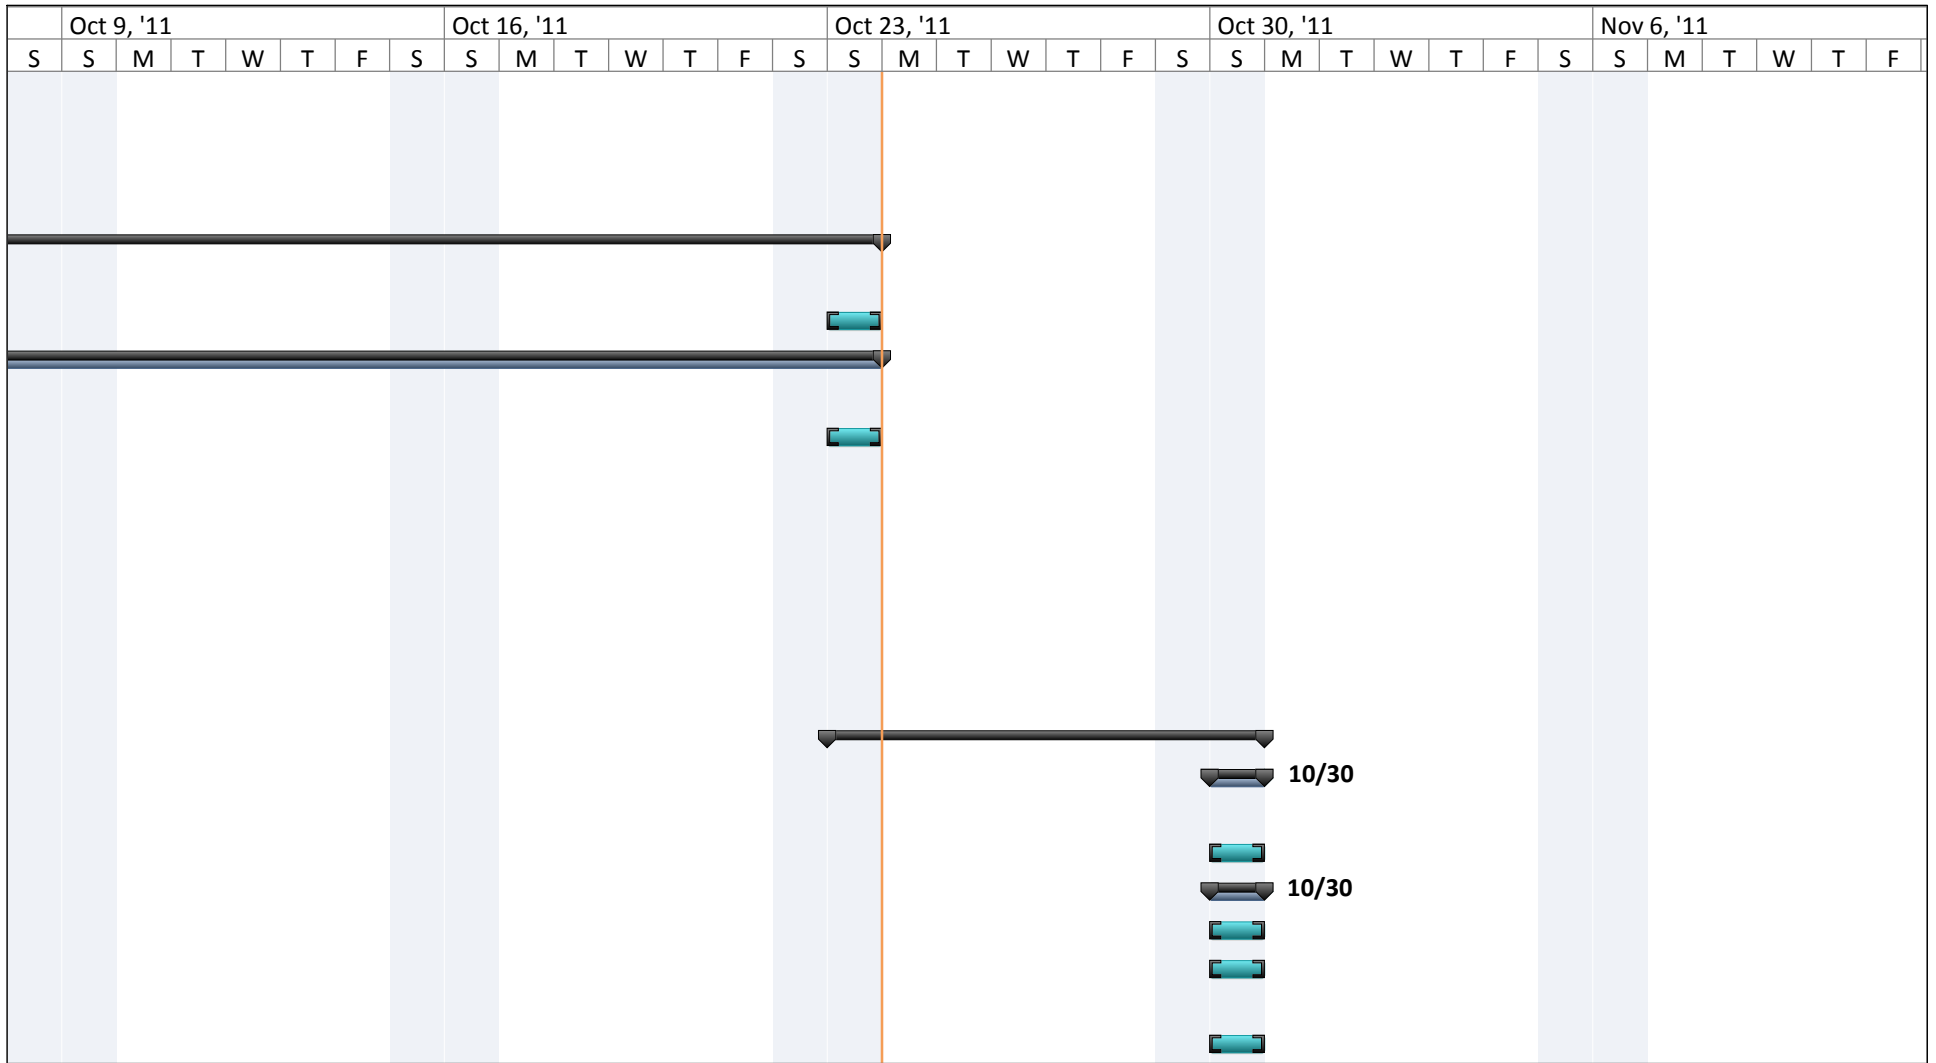 Oct 9, '11 Oct 16, '11 Oct 23, '11 Oct 30, '11 Nov 6, '11
S S M T W T F S S M T W T F S S M T W T F S S M T W T F S S M T W T F
10/30
10/30